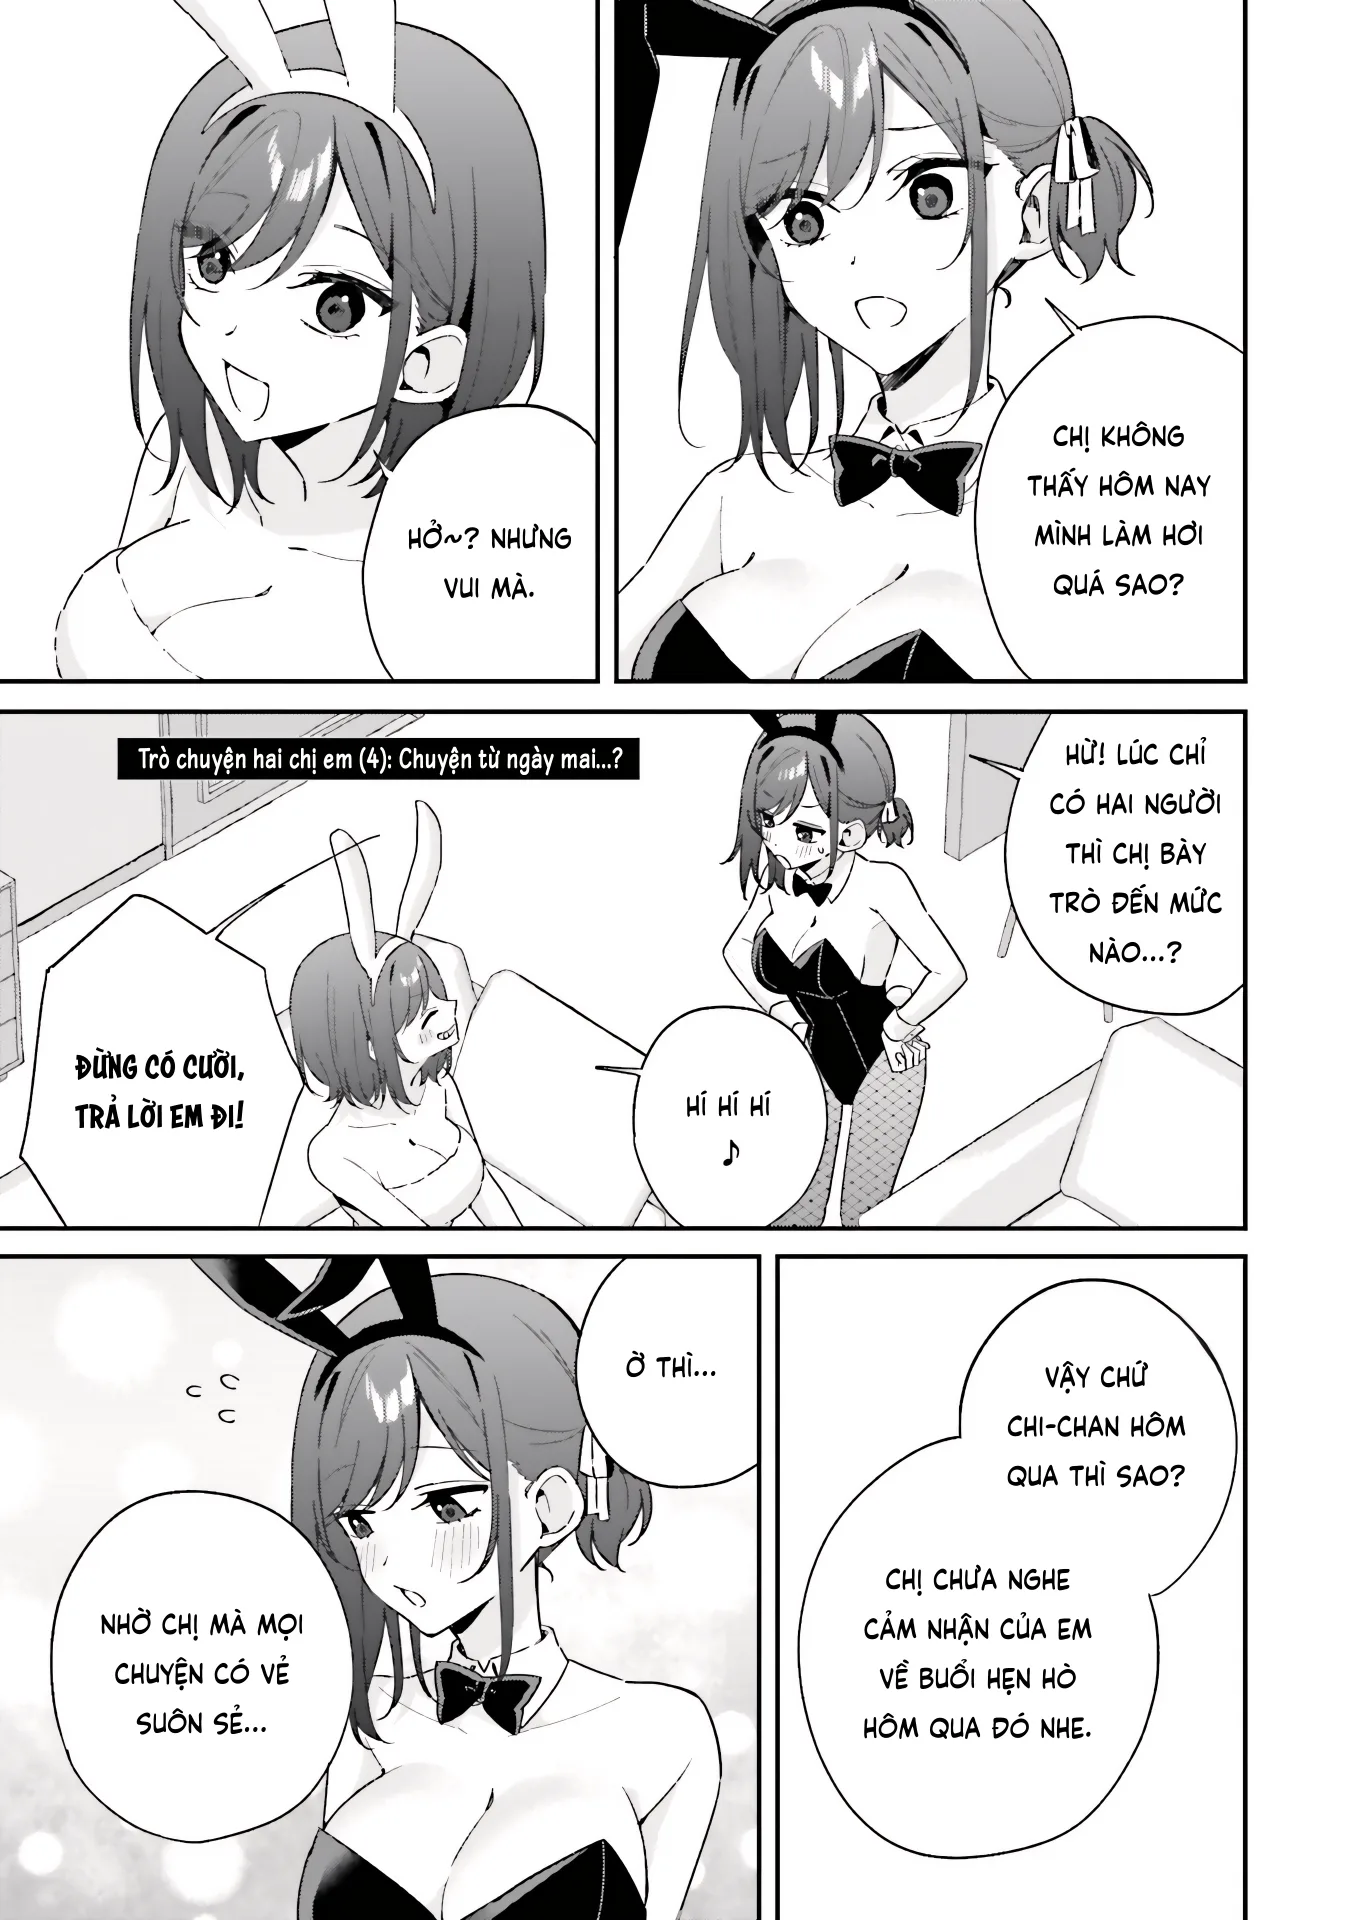 CHỊ KHÔNG
THẤY HÔM NAY
MÌNH LÀM HƠI
QUÁ SAO?
HỞ~? NHƯNG
VUI MÀ.
Trò chuyện hai chị em (4): Chuyện từ ngày mai...?
HỪ! LÚC CHỈ
CÓ HAI NGƯỜI
THÌ CHỊ BÀY
TRÒ ĐẾN MỨC
NÀO...?
HÍ HÍ HÍ
♪
ĐỪNG CÓ CƯỜI,
TRẢ LỜI EM ĐI!
VẬY CHỨ
CHI-CHAN HÔM
QUA THÌ SAO?
CHỊ CHƯA NGHE
CẢM NHẬN CỦA EM
VỀ BUỔI HẸN HÒ
HÔM QUA ĐÓ NHE.
Ờ THÌ...
NHỜ CHỊ MÀ MỌI
CHUYỆN CÓ VẺ
SUÔN SẺ...